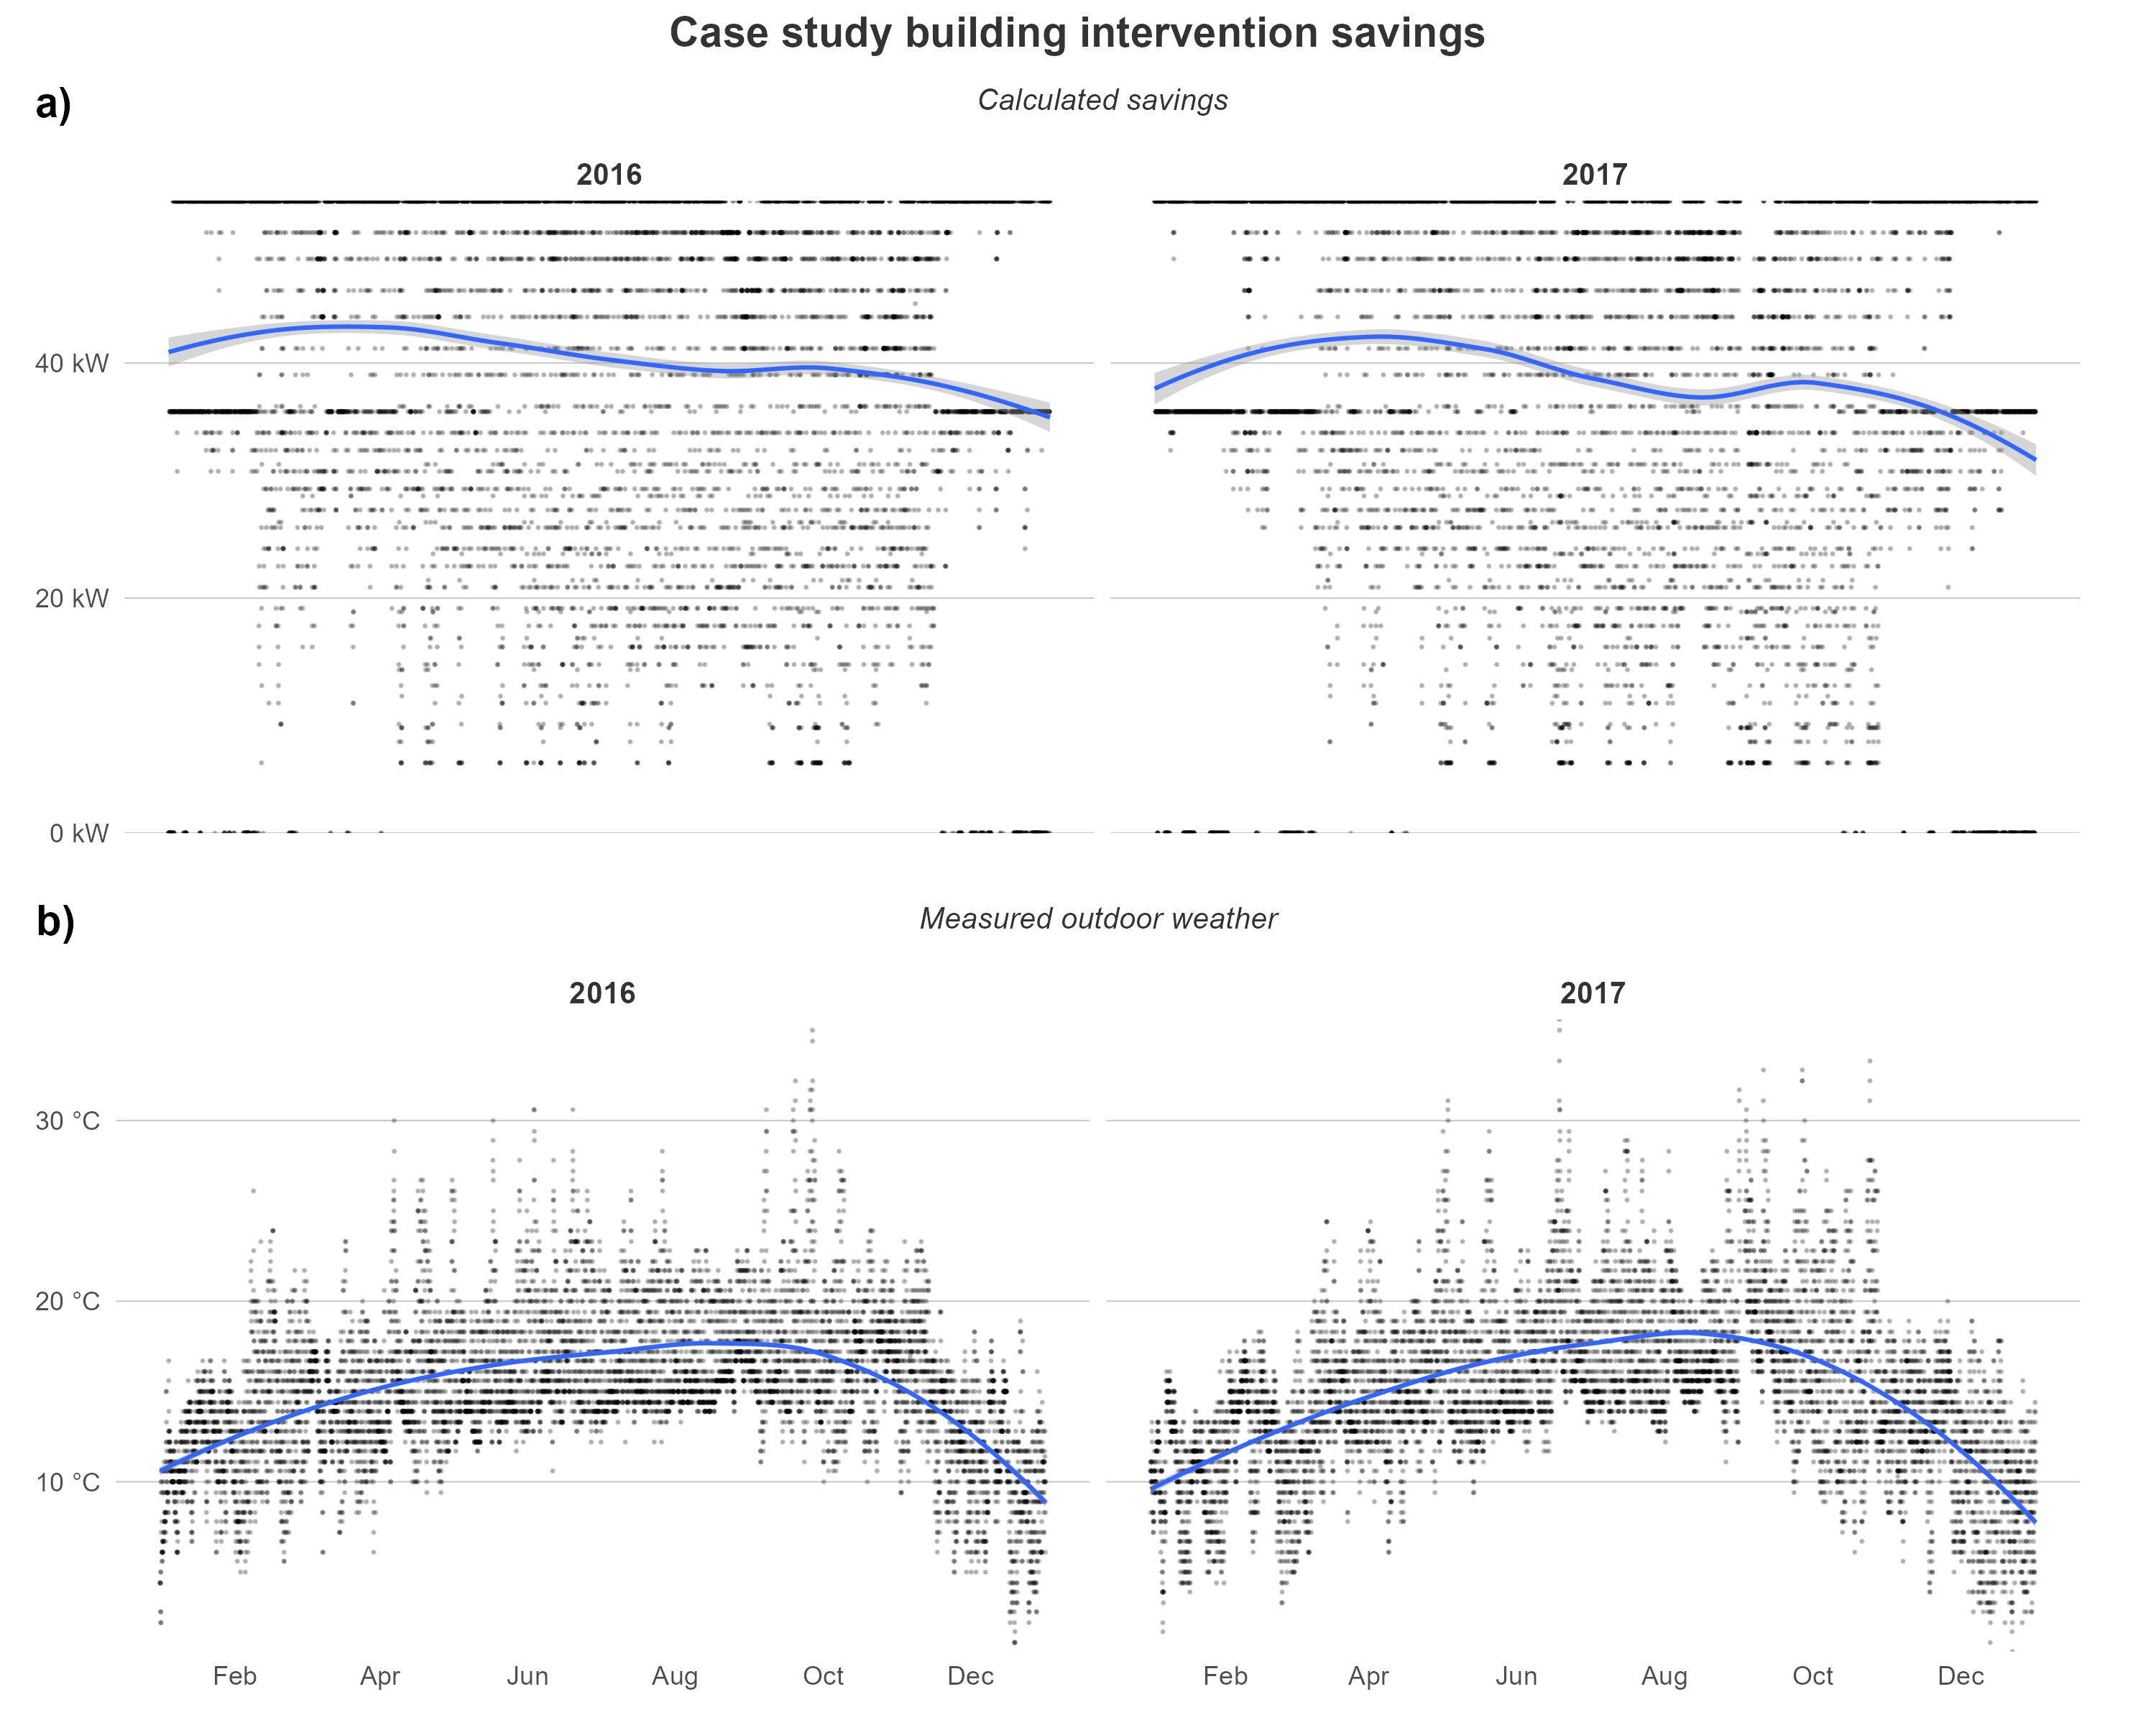 Case study building intervention savings
a)
Calculated savings
2016 2017
40 kW
20 kW
0 kW
b)
Measured outdoor weather
2016 2017
30 °C
20 °C
10 °C
Feb Apr Jun Aug Oct Dec Feb Apr Jun Aug Oct Dec